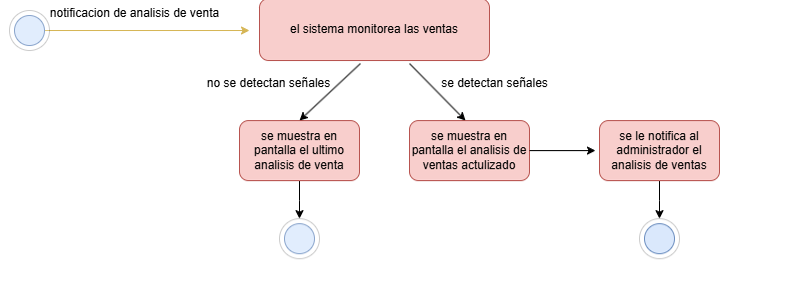 notificacion de analisis de venta
el sistema monitorea las ventas
no se detectan señales
se detectan señales
se muestra en
pantalla el ultimo
analisis de venta
se muestra en
pantalla el analisis de
ventas actulizado
se le notifica al
administrador el
analisis de ventas